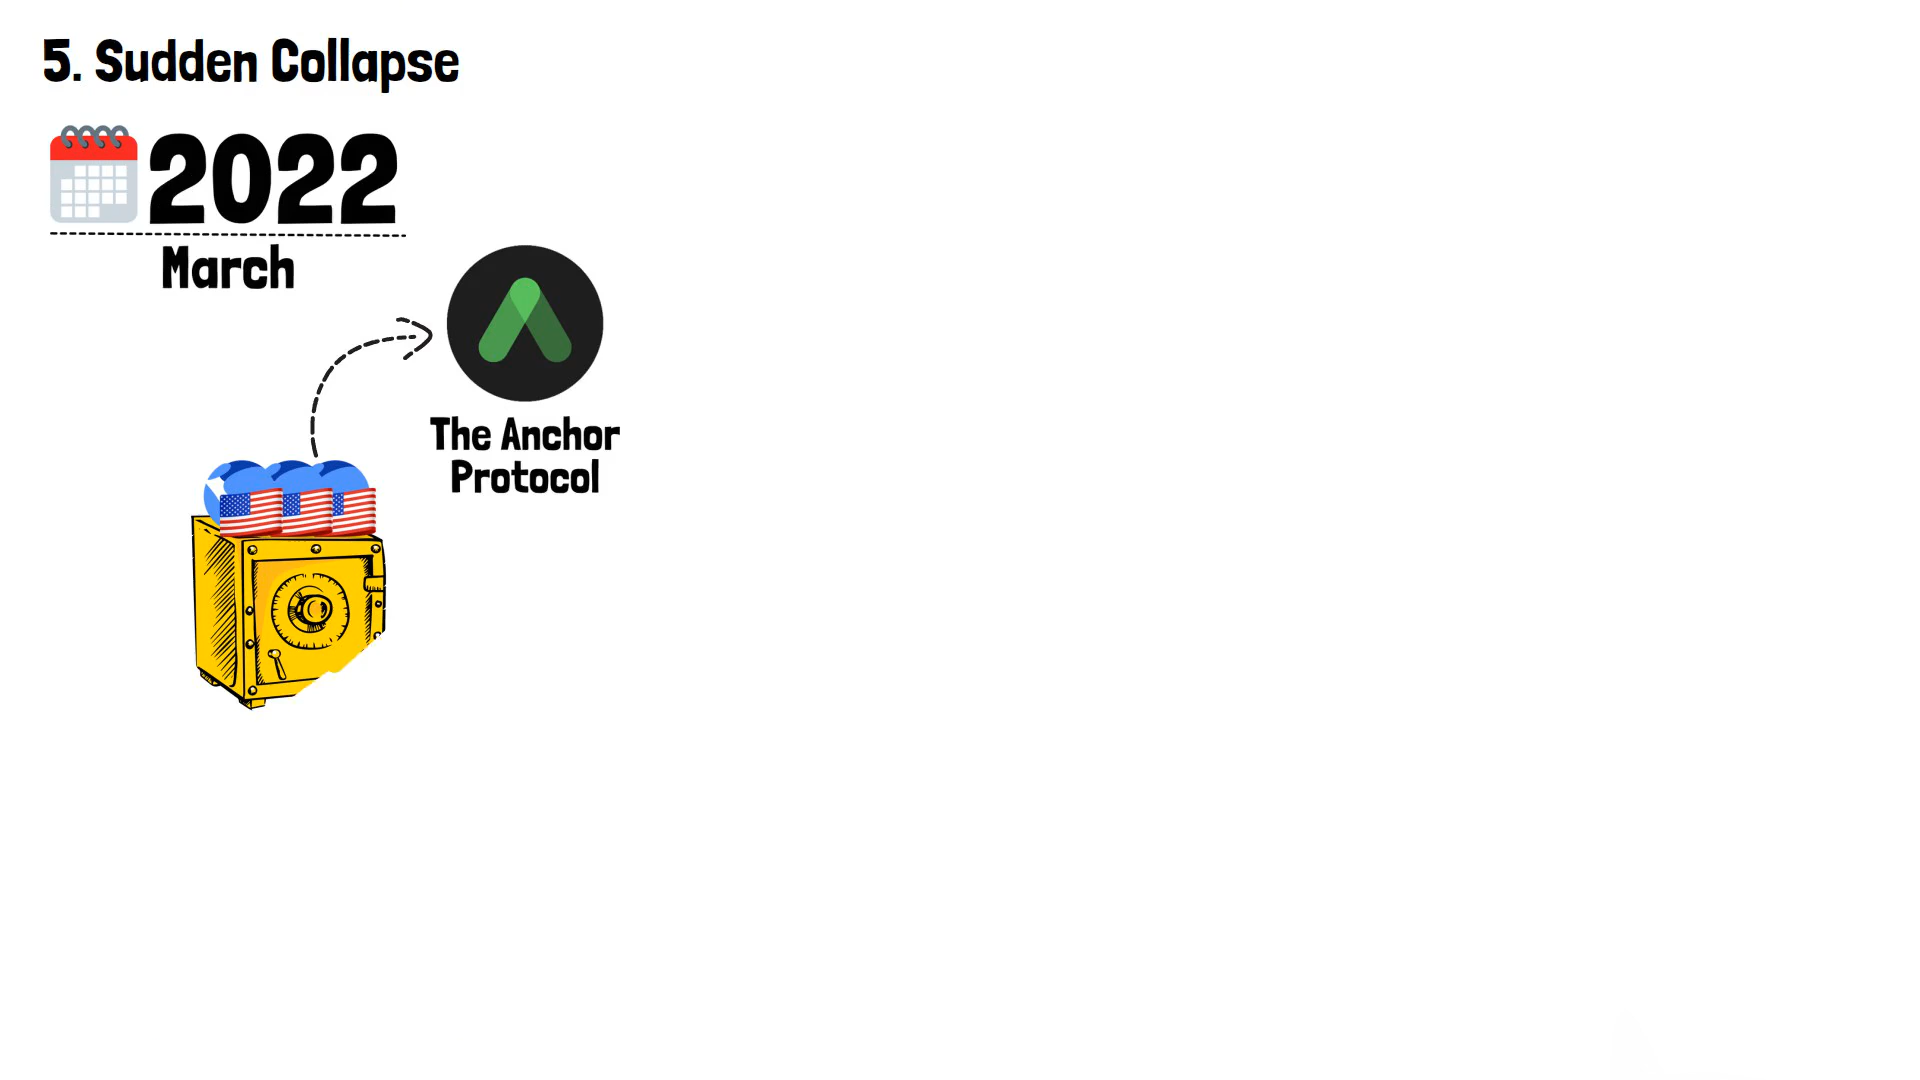 5. Sudden Collapse
2022
March
The Anchor
Protocol